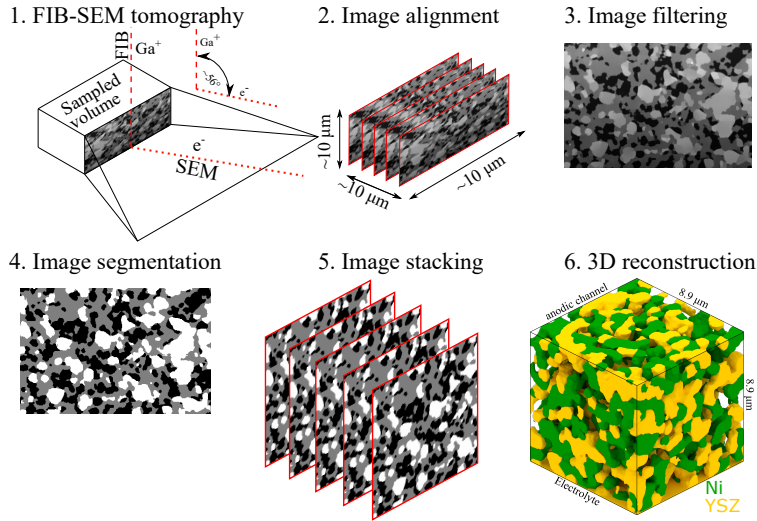 1. FIB-SEM tomography
FIB
Ga+
Ga+
~56°
e-
Sampled
volume
e-
SEM
2. Image alignment
~10 μm
~10 μm
~10 μm
3. Image filtering
4. Image segmentation
5. Image stacking
6. 3D reconstruction
anodic channel
8.9 μm
8.9 μm
Electrolyte
Ni
YSZ